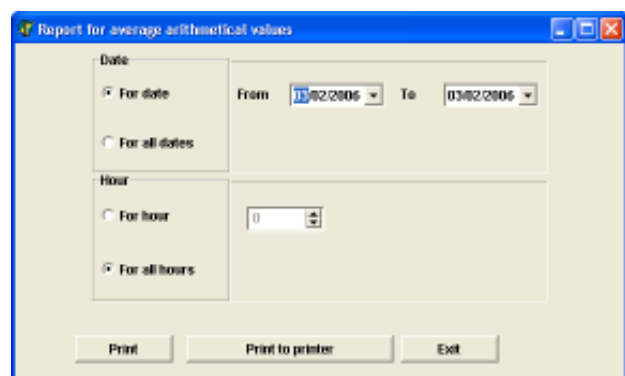 Report for average arithmetical values
Date
For date From 03/02/2006 To 03/02/2006
For all dates
Hour
For hour 0
For all hours
Print Print to printer Exit